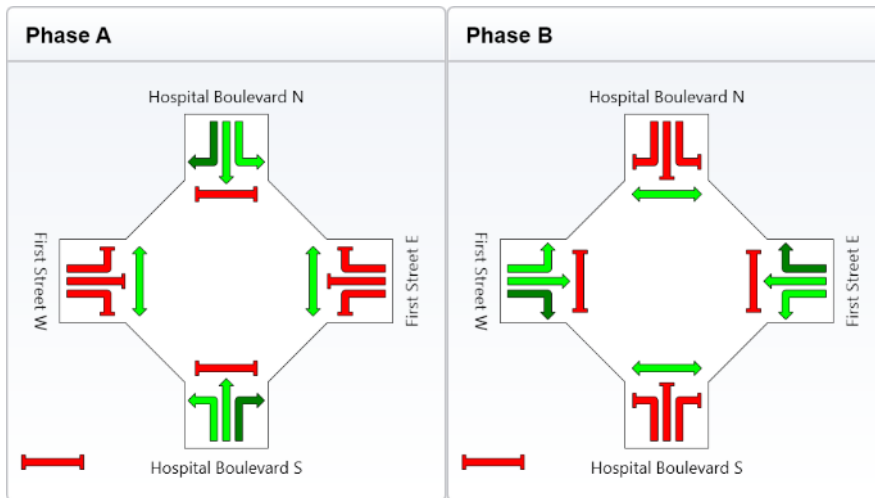 Phase A
Hospital Boulevard N
First Street W
First Street E
Hospital Boulevard S
Phase B
Hospital Boulevard N
First Street W
First Street E
Hospital Boulevard S